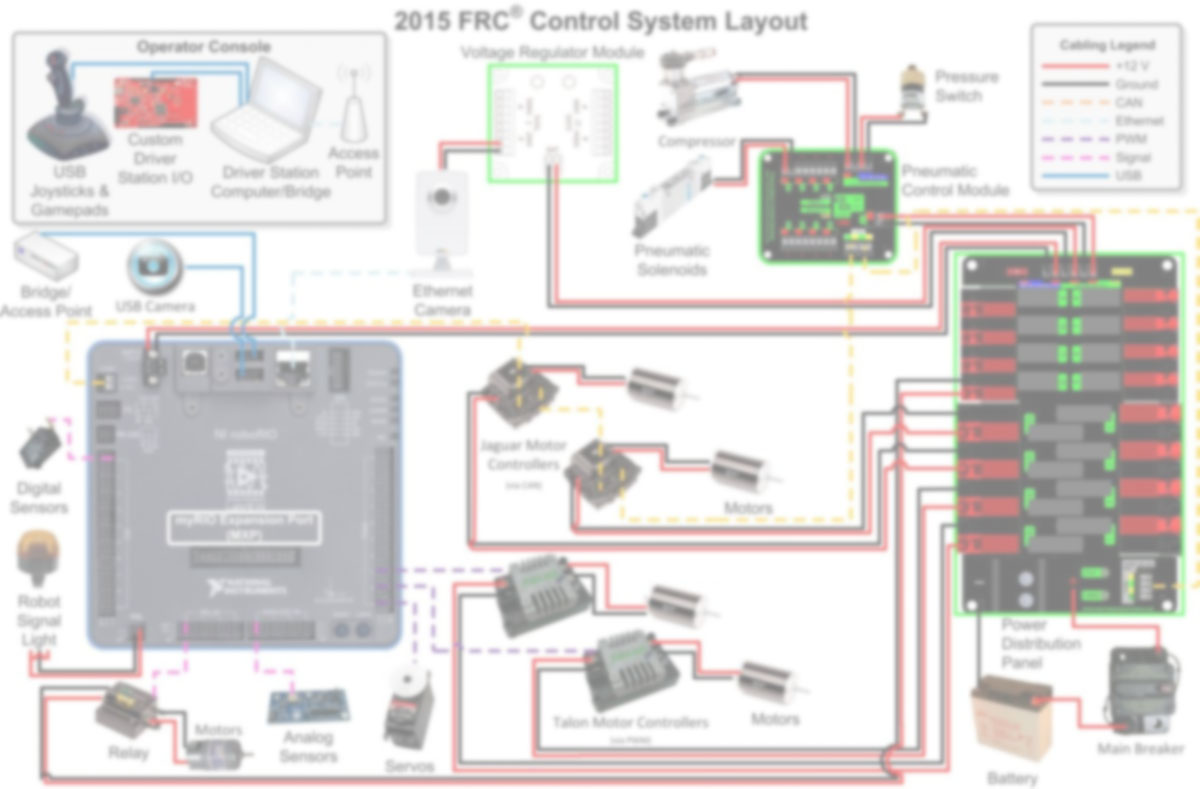 2015 FRC® Control System Layout
Operator Console
USB
Joysticks &
Gamepads
Custom
Driver
Station I/O
Driver Station
Computer/Bridge
Access
Point
Voltage Regulator Module
Compressor
Pneumatic
Solenoids
Pressure
Switch
Pneumatic
Control Module
Cabling Legend
+12 V
Ground
CAN
Ethernet
PWM
Signal
USB
Bridge/
Access Point
USB Camera
Ethernet
Camera
NI roboRIO
myRIO Expansion Port
(MXP)
NATIONAL
INSTRUMENTS
Digital
Sensors
Robot
Signal
Light
Jaguar Motor
Controllers
(via CAN)
Motors
Talon Motor Controllers
(via PWM)
Motors
Relay
Motors
Analog
Sensors
Servos
Power
Distribution
Panel
Battery
Main Breaker